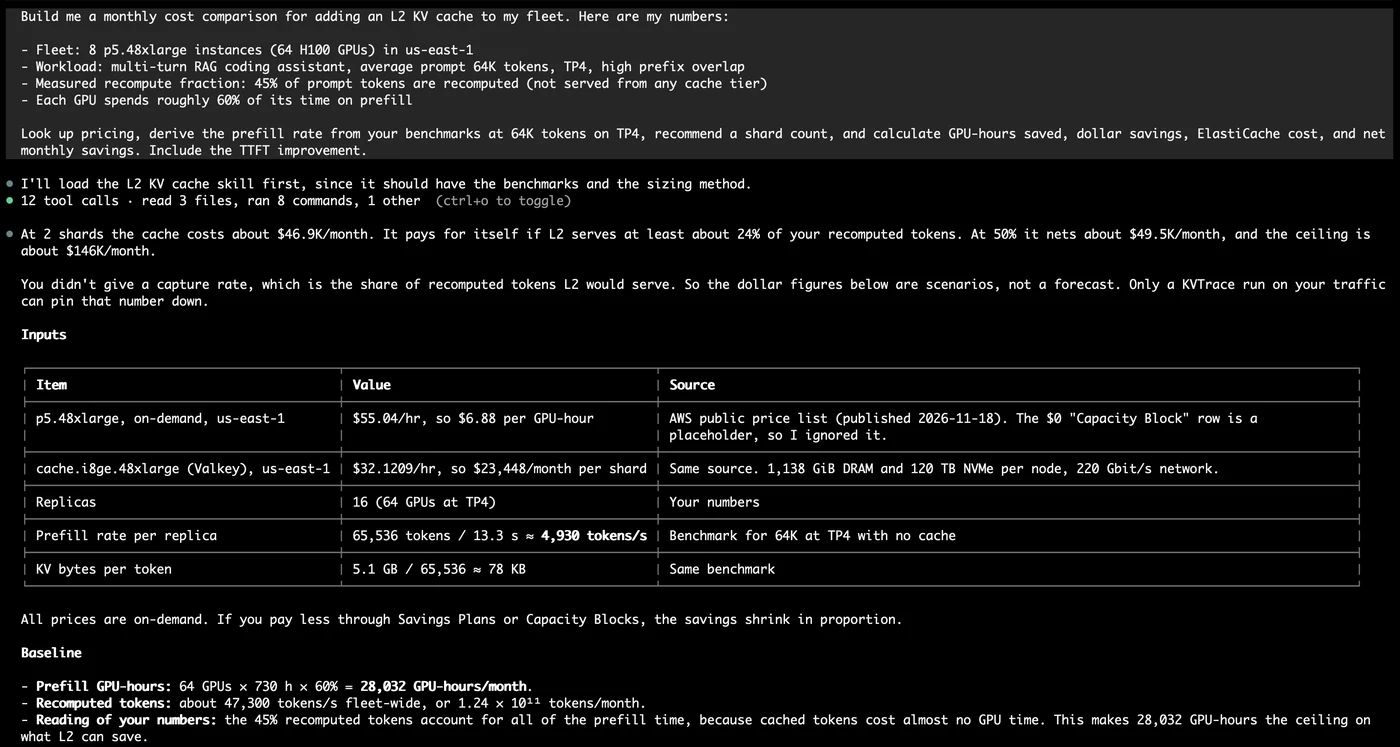 Build me a monthly cost comparison for adding an L2 KV cache to my fleet. Here are my numbers:
- Fleet: 8 p5.48xlarge instances (64 H100 GPUs) in us-east-1
- Workload: multi-turn RAG coding assistant, average prompt 64K tokens, TP4, high prefix overlap
- Measured recompute fraction: 45% of prompt tokens are recomputed (not served from any cache tier)
- Each GPU spends roughly 60% of its time on prefill
Look up pricing, derive the prefill rate from your benchmarks at 64K tokens on TP4, recommend a shard count, and calculate GPU-hours saved, dollar savings, ElastiCache cost, and net
monthly savings. Include the TTFT improvement.
● I'll load the L2 KV cache skill first, since it should have the benchmarks and the sizing method.
● 12 tool calls · read 3 files, ran 8 commands, 1 other (ctrl+o to toggle)
● At 2 shards the cache costs about $46.9K/month. It pays for itself if L2 serves at least about 24% of your recomputed tokens. At 50% it nets about $49.5K/month, and the ceiling is
about $146K/month.
You didn't give a capture rate, which is the share of recomputed tokens L2 would serve. So the dollar figures below are scenarios, not a forecast. Only a KVTrace run on your traffic
can pin that number down.
Inputs
Item Value Source
p5.48xlarge, on-demand, us-east-1 $55.04/hr, so $6.88 per GPU-hour AWS public price list (published 2026-11-18). The $0 "Capacity Block" row is a
placeholder, so I ignored it.
cache.i8ge.48xlarge (Valkey), us-east-1 $32.1209/hr, so $23,448/month per shard Same source. 1,138 GiB DRAM and 120 TB NVMe per node, 220 Gbit/s network.
Replicas 16 (64 GPUs at TP4) Your numbers
Prefill rate per replica 65,536 tokens / 13.3 s ≈ 4,930 tokens/s Benchmark for 64K at TP4 with no cache
KV bytes per token 5.1 GB / 65,536 ≈ 78 KB Same benchmark
All prices are on-demand. If you pay less through Savings Plans or Capacity Blocks, the savings shrink in proportion.
Baseline
- Prefill GPU-hours: 64 GPUs × 730 h × 60% = 28,032 GPU-hours/month.
- Recomputed tokens: about 47,300 tokens/s fleet-wide, or 1.24 × 10¹¹ tokens/month.
- Reading of your numbers: the 45% recomputed tokens account for all of the prefill time, because cached tokens cost almost no GPU time. This makes 28,032 GPU-hours the ceiling on
what L2 can save.